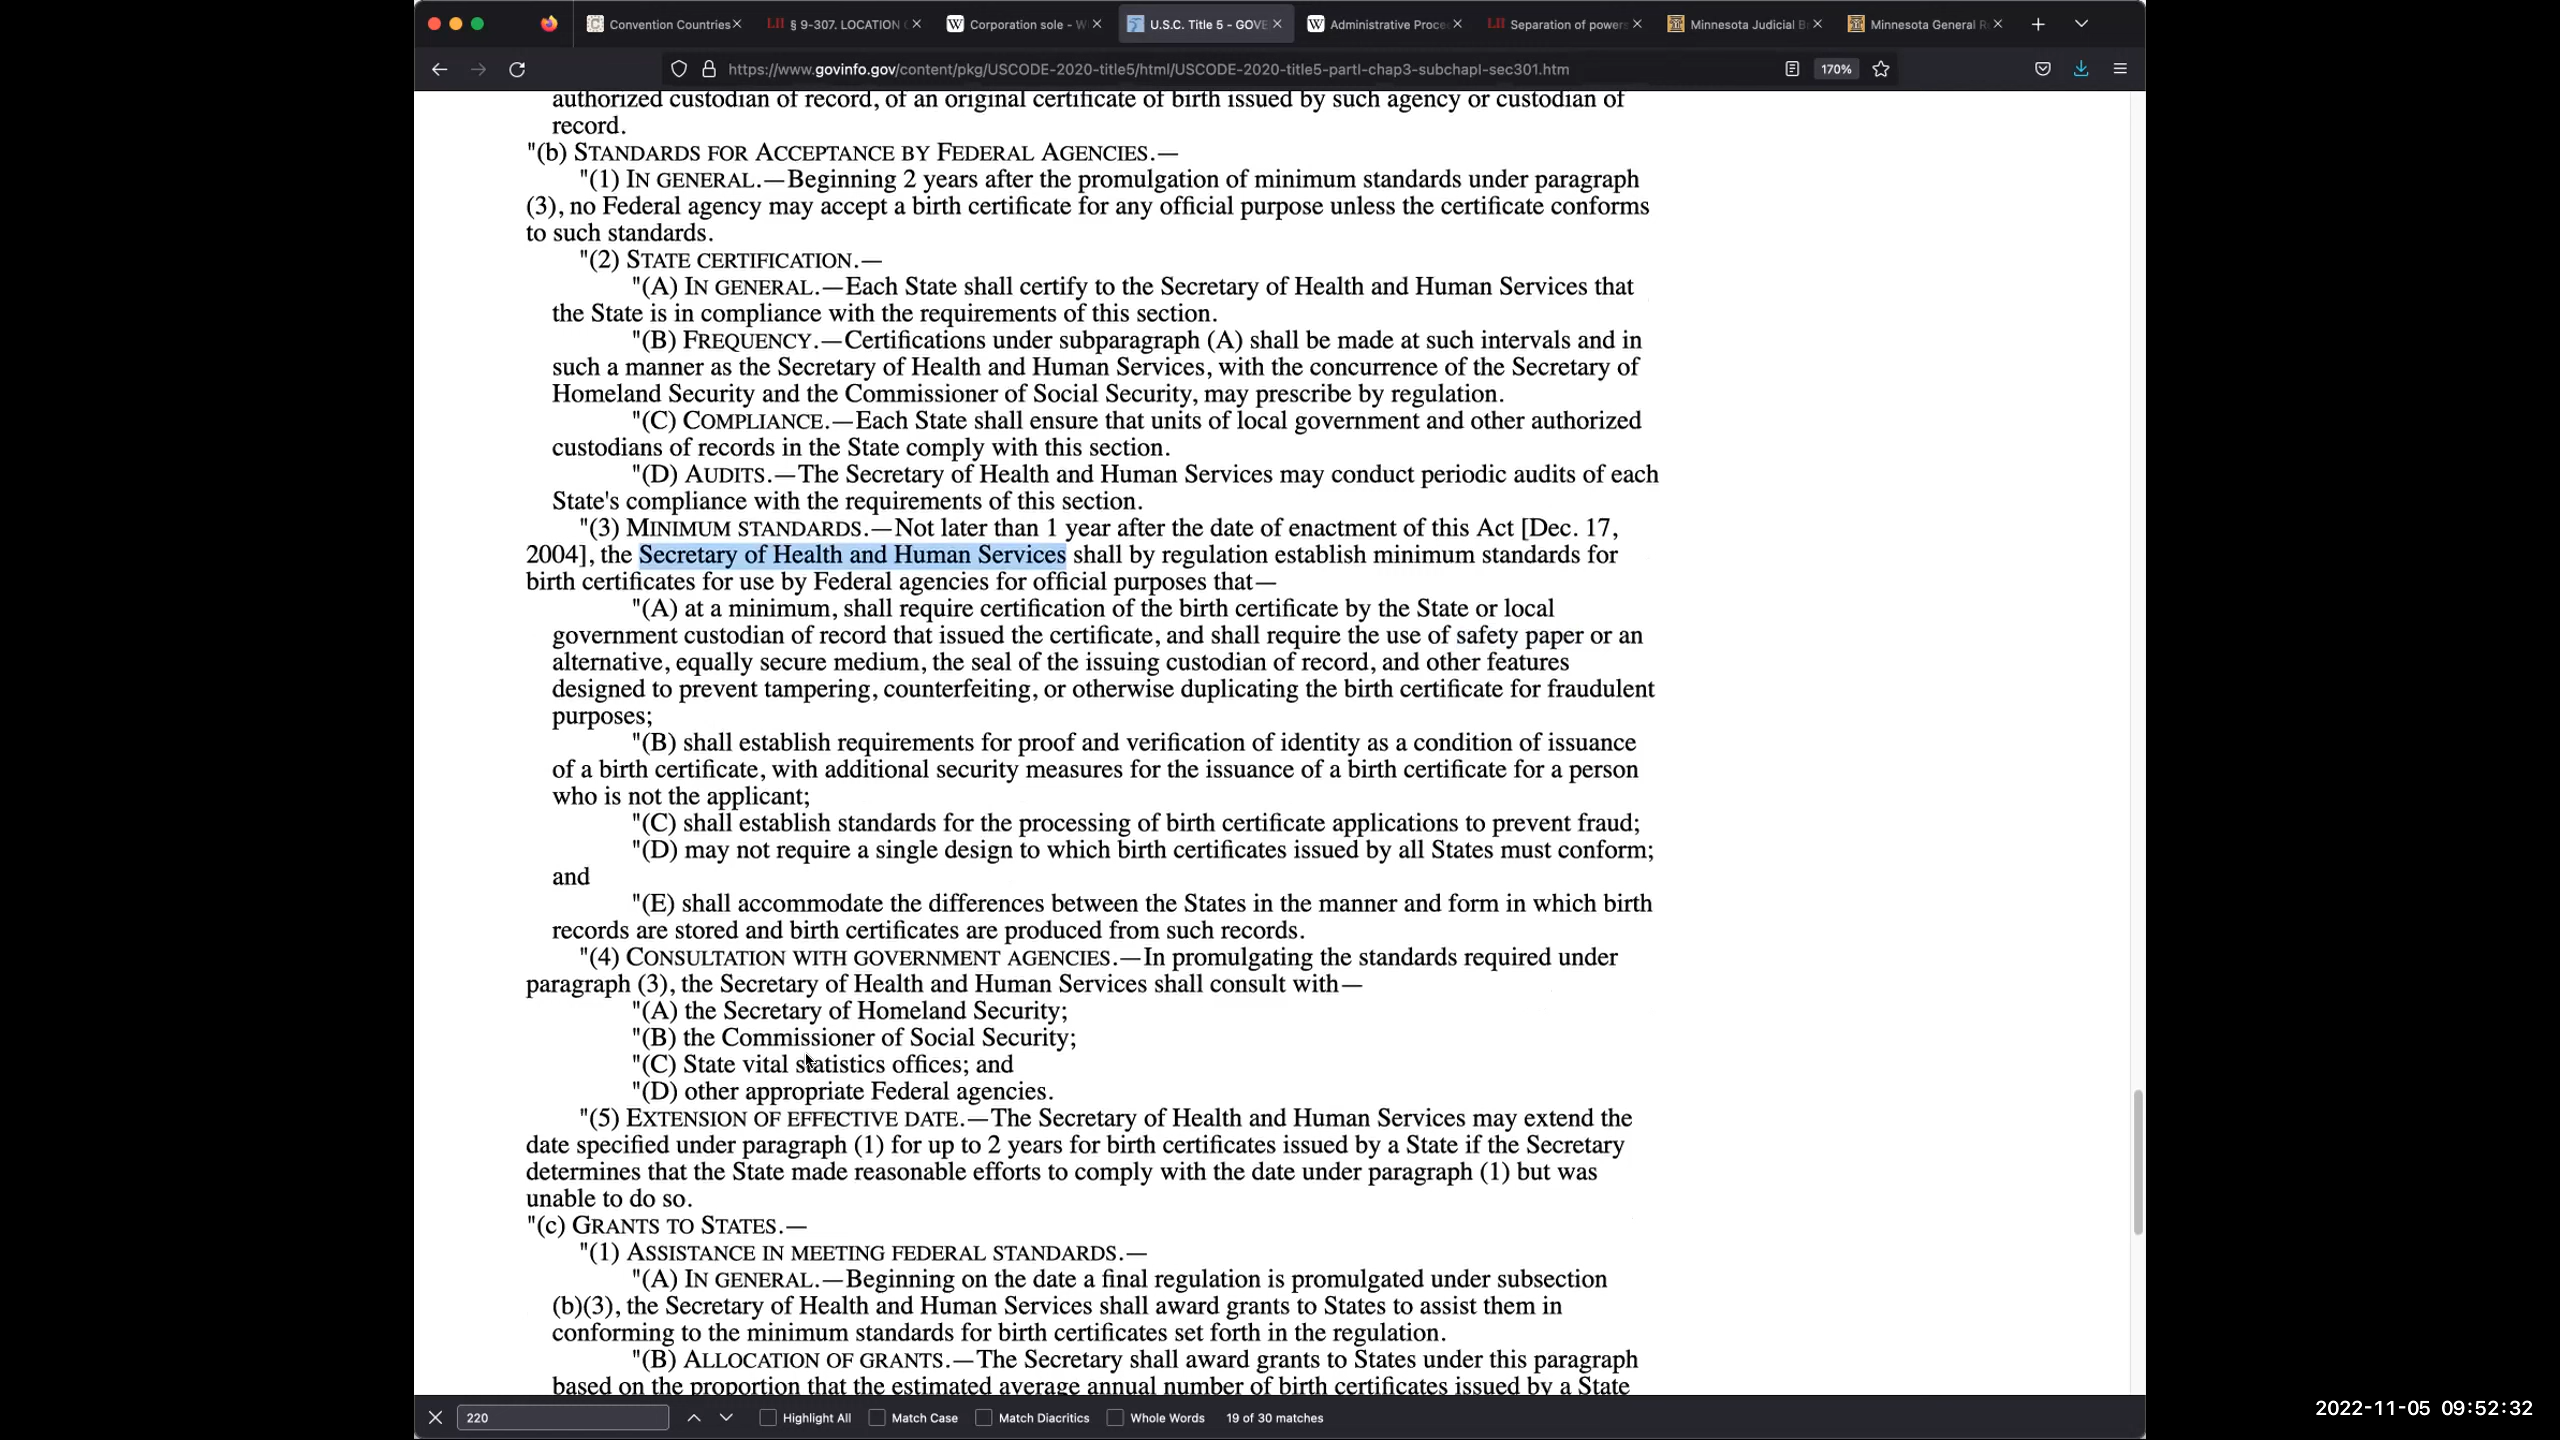 Convention Countries
LII § 9-307. LOCATION O
W Corporation sole - W
U.S.C. Title 5 - GOVE
W Administrative Proce
LII Separation of powers
Minnesota Judicial B
Minnesota General R
https://www.govinfo.gov/content/pkg/USCODE-2020-title5/html/USCODE-2020-title5-partI-chap3-subchapI-sec301.htm
170%
authorized custodian of record, of an original certificate of birth issued by such agency or custodian of
record.
"(b) STANDARDS FOR ACCEPTANCE BY FEDERAL AGENCIES.—
"(1) IN GENERAL.—Beginning 2 years after the promulgation of minimum standards under paragraph
(3), no Federal agency may accept a birth certificate for any official purpose unless the certificate conforms
to such standards.
"(2) STATE CERTIFICATION.—
"(A) IN GENERAL.—Each State shall certify to the Secretary of Health and Human Services that
the State is in compliance with the requirements of this section.
"(B) FREQUENCY.—Certifications under subparagraph (A) shall be made at such intervals and in
such a manner as the Secretary of Health and Human Services, with the concurrence of the Secretary of
Homeland Security and the Commissioner of Social Security, may prescribe by regulation.
"(C) COMPLIANCE.—Each State shall ensure that units of local government and other authorized
custodians of records in the State comply with this section.
"(D) AUDITS.—The Secretary of Health and Human Services may conduct periodic audits of each
State's compliance with the requirements of this section.
"(3) MINIMUM STANDARDS.—Not later than 1 year after the date of enactment of this Act [Dec. 17,
2004], the Secretary of Health and Human Services shall by regulation establish minimum standards for
birth certificates for use by Federal agencies for official purposes that—
"(A) at a minimum, shall require certification of the birth certificate by the State or local
government custodian of record that issued the certificate, and shall require the use of safety paper or an
alternative, equally secure medium, the seal of the issuing custodian of record, and other features
designed to prevent tampering, counterfeiting, or otherwise duplicating the birth certificate for fraudulent
purposes;
"(B) shall establish requirements for proof and verification of identity as a condition of issuance
of a birth certificate, with additional security measures for the issuance of a birth certificate for a person
who is not the applicant;
"(C) shall establish standards for the processing of birth certificate applications to prevent fraud;
"(D) may not require a single design to which birth certificates issued by all States must conform;
and
"(E) shall accommodate the differences between the States in the manner and form in which birth
records are stored and birth certificates are produced from such records.
"(4) CONSULTATION WITH GOVERNMENT AGENCIES.—In promulgating the standards required under
paragraph (3), the Secretary of Health and Human Services shall consult with—
"(A) the Secretary of Homeland Security;
"(B) the Commissioner of Social Security;
"(C) State vital statistics offices; and
"(D) other appropriate Federal agencies.
"(5) EXTENSION OF EFFECTIVE DATE.—The Secretary of Health and Human Services may extend the
date specified under paragraph (1) for up to 2 years for birth certificates issued by a State if the Secretary
determines that the State made reasonable efforts to comply with the date under paragraph (1) but was
unable to do so.
"(c) GRANTS TO STATES.—
"(1) ASSISTANCE IN MEETING FEDERAL STANDARDS.—
"(A) IN GENERAL.—Beginning on the date a final regulation is promulgated under subsection
(b)(3), the Secretary of Health and Human Services shall award grants to States to assist them in
conforming to the minimum standards for birth certificates set forth in the regulation.
"(B) ALLOCATION OF GRANTS.—The Secretary shall award grants to States under this paragraph
based on the proportion that the estimated average annual number of birth certificates issued by a State
220
Highlight All
Match Case
Match Diacritics
Whole Words
19 of 30 matches
2022-11-05 09:52:32